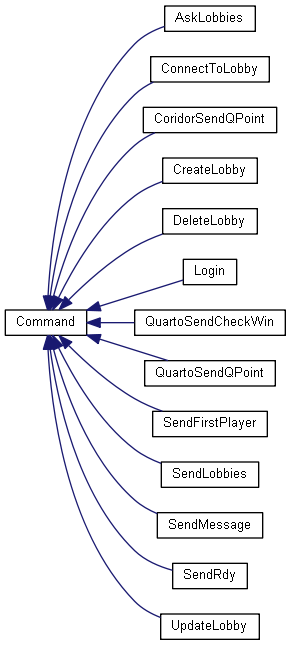 AskLobbies
ConnectToLobby
CoridorSendQPoint
CreateLobby
DeleteLobby
Login
Command
QuartoSendCheckWin
QuartoSendQPoint
SendFirstPlayer
SendLobbies
SendMessage
SendRdy
UpdateLobby